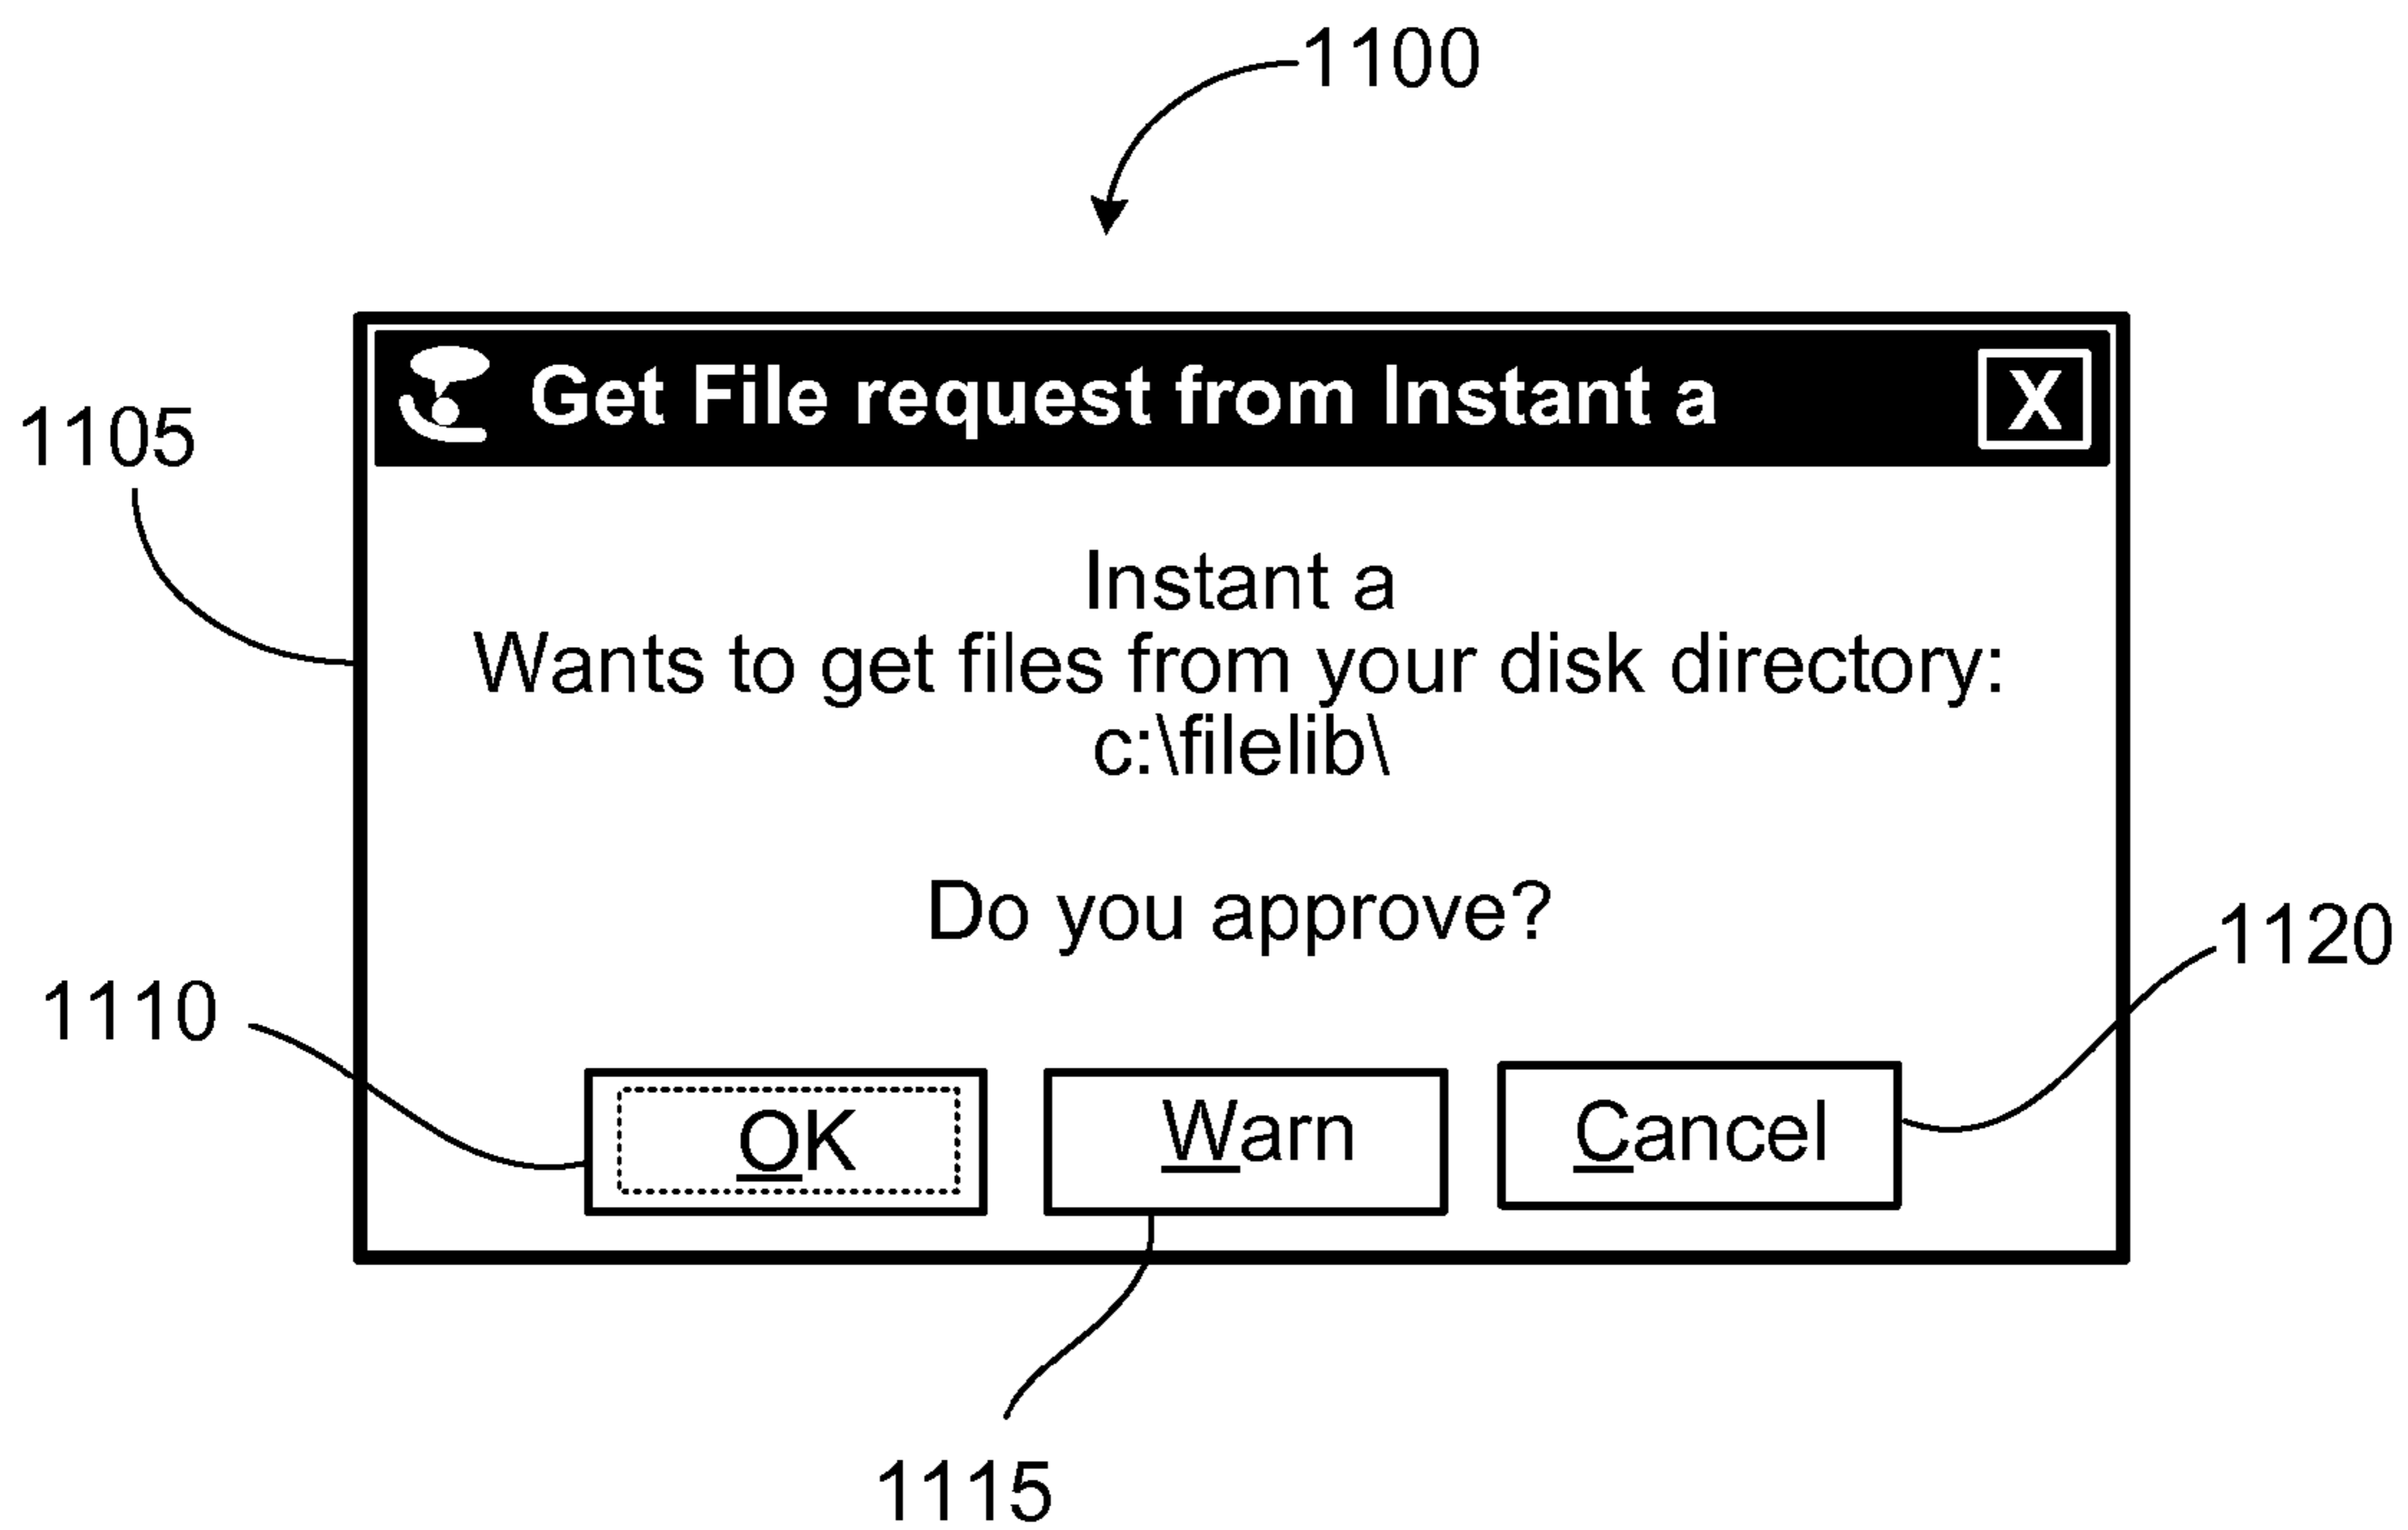 1100
Get File request from Instant a
X
1105
Instant a
Wants to get files from your disk directory:
c:\filelib\
Do you approve?
1120
1110
OK
Warn
Cancel
1115